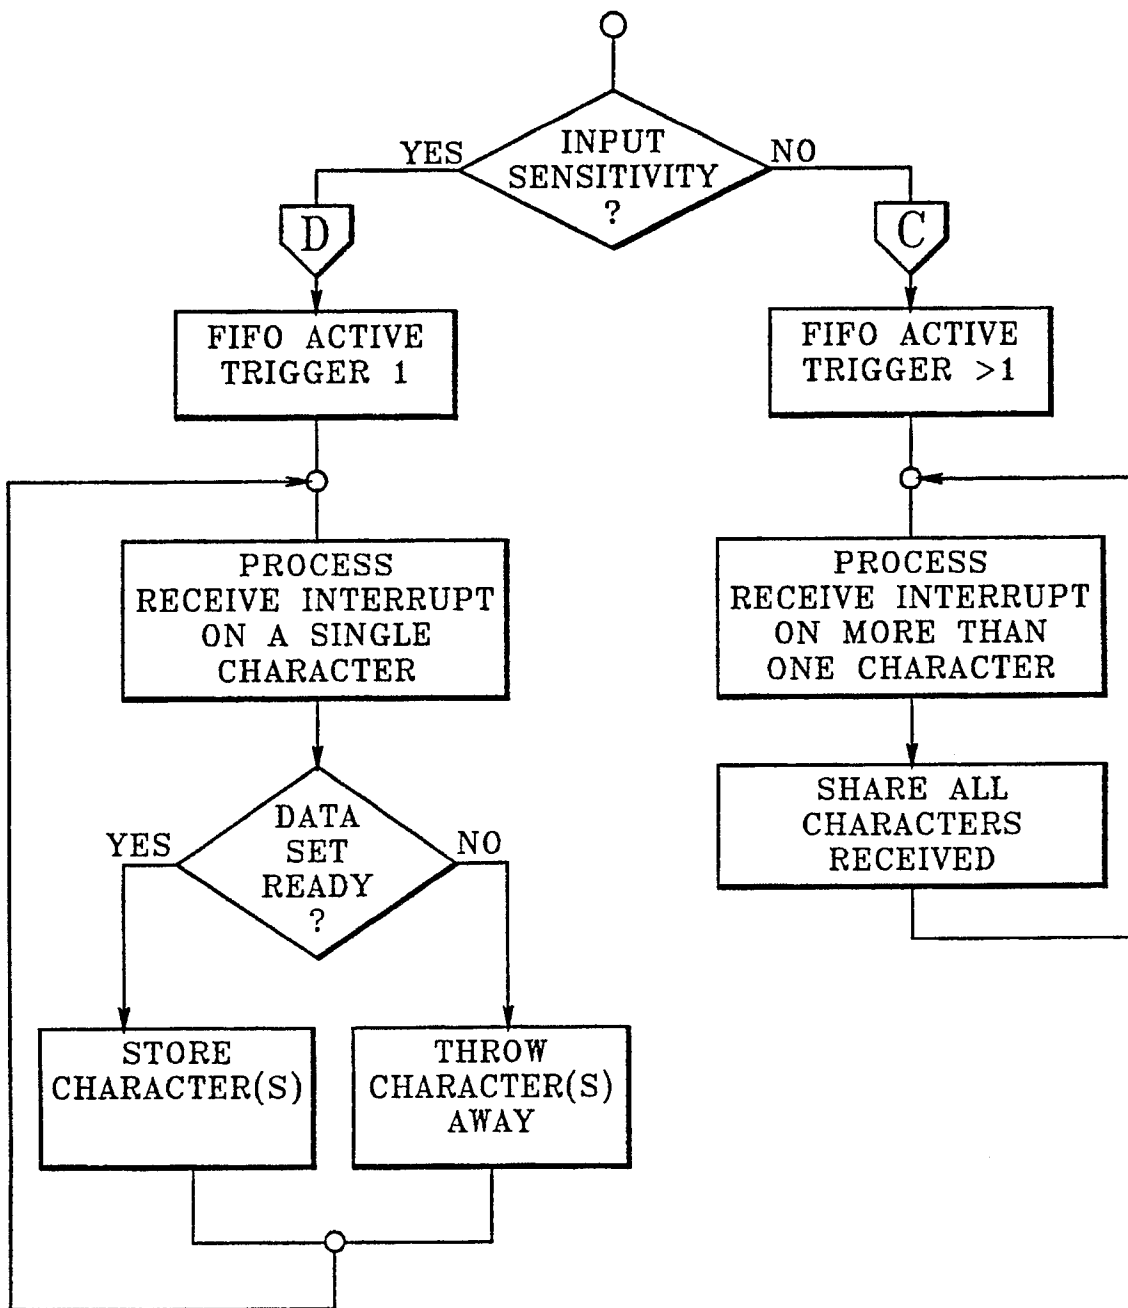 INPUT
SENSITIVITY
?
YES
NO
D
C
FIFO ACTIVE
TRIGGER 1
FIFO ACTIVE
TRIGGER >1
PROCESS
RECEIVE INTERRUPT
ON A SINGLE
CHARACTER
PROCESS
RECEIVE INTERRUPT
ON MORE THAN
ONE CHARACTER
DATA
SET
READY
?
YES
NO
SHARE ALL
CHARACTERS
RECEIVED
STORE
CHARACTER(S)
THROW
CHARACTER(S)
AWAY